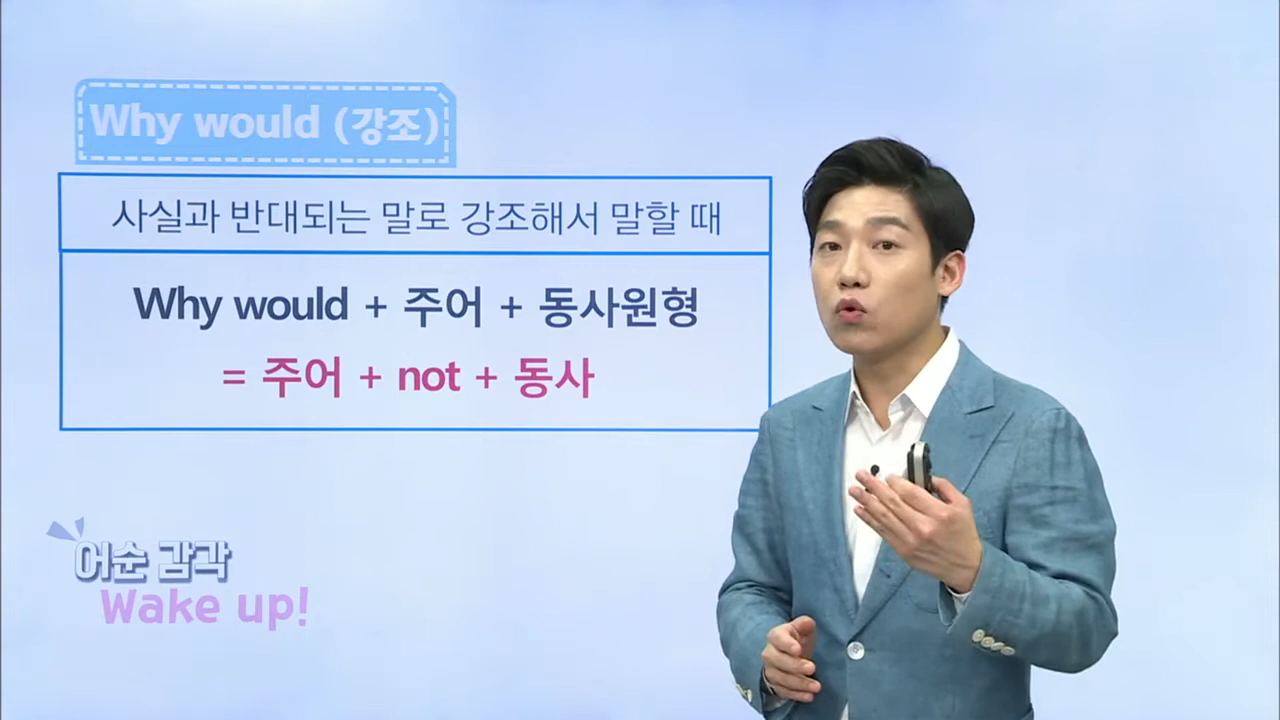 Why would (강조)
사실과 반대되는 말로 강조해서 말할 때
Why would + 주어 + 동사원형
= 주어 + not + 동사
어순 감각
Wake up!